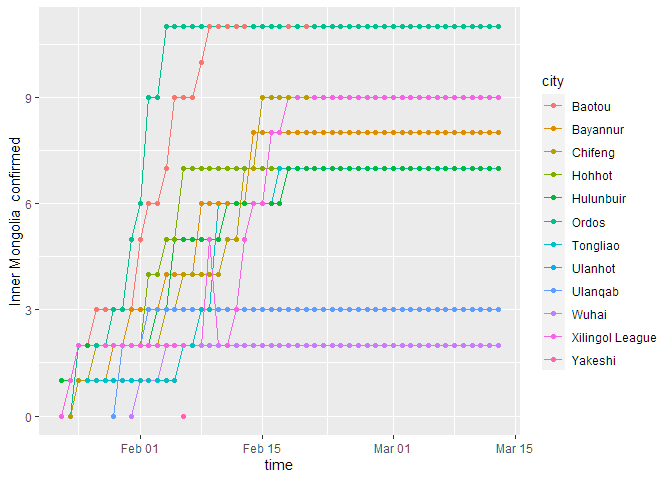 Inner Mongolia_confirmed
9
6
3
0
Feb 01
Feb 15
Mar 01
Mar 15
time
city
Baotou
Bayannur
Chifeng
Hohhot
Hulunbuir
Ordos
Tongliao
Ulanhot
Ulanqab
Wuhai
Xilingol League
Yakeshi